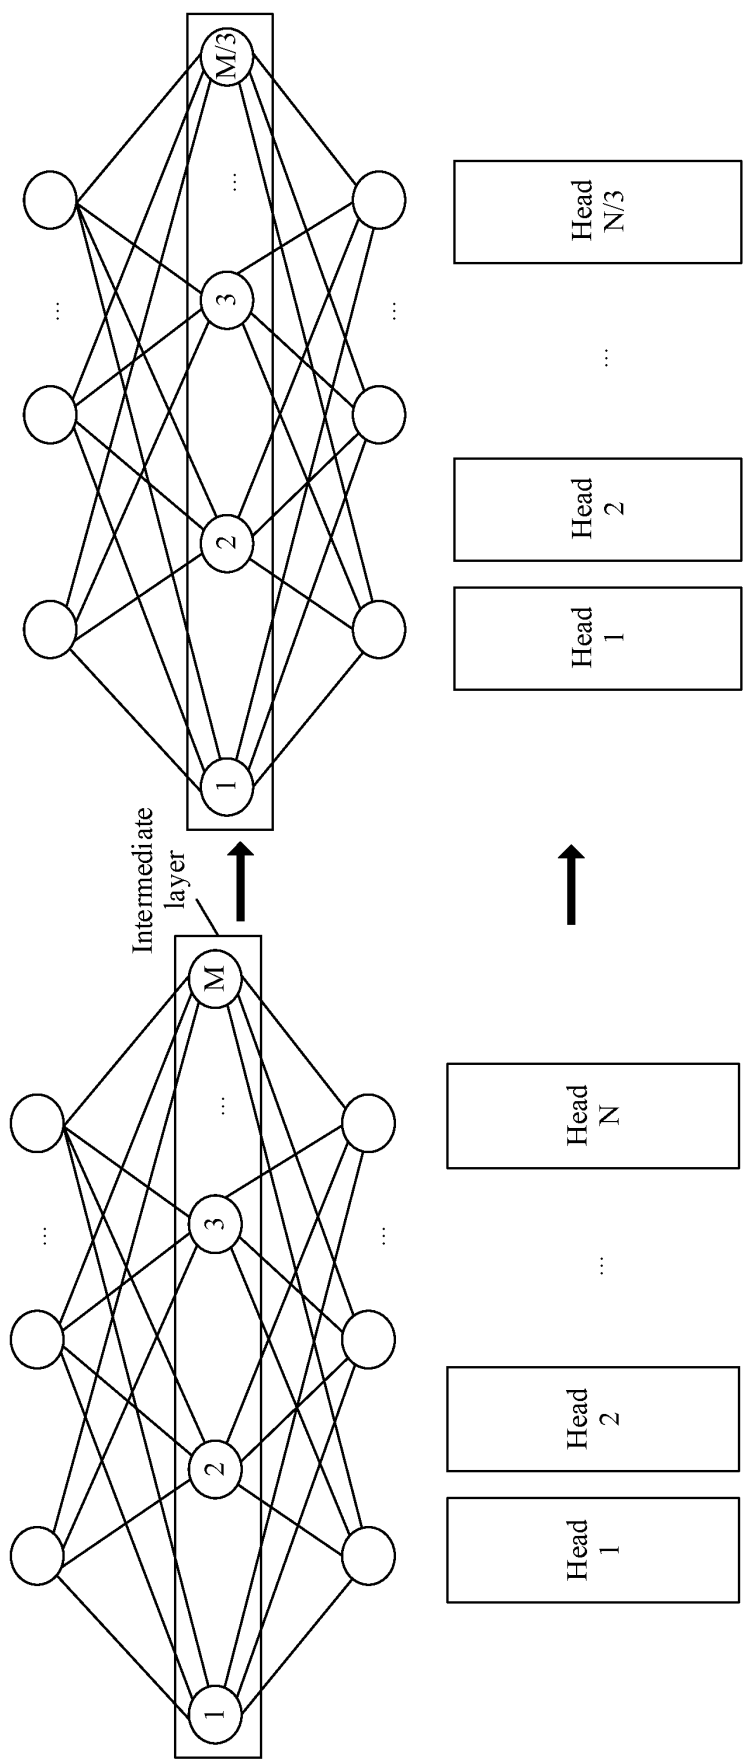 …
…
Intermediate
layer
1 2 3 … M
1 2 3 … M/3
…
…
Head
1
Head
2
…
Head
N
Head
1
Head
2
…
Head
N/3